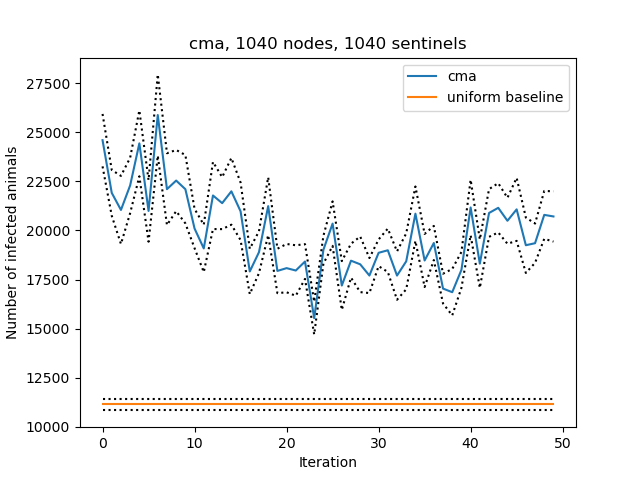 cma, 1040 nodes, 1040 sentinels
cma
uniform baseline
Number of infected animals
27500
25000
22500
20000
17500
15000
12500
10000
0 10 20 30 40 50
Iteration